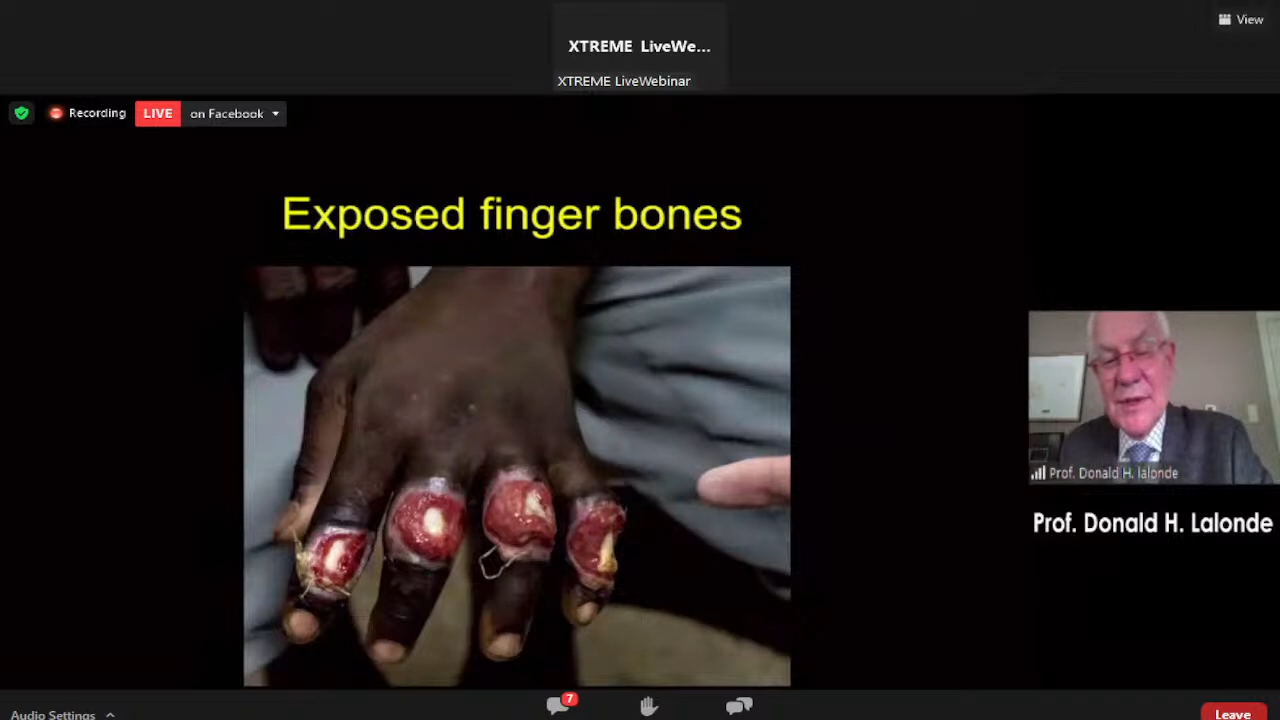 View
XTREME LiveWe...
XTREME LiveWebinar
Recording
LIVE
on Facebook
Exposed finger bones
Prof. Donald H. lalonde
Prof. Donald H. Lalonde
7
Audio Settings
Leave